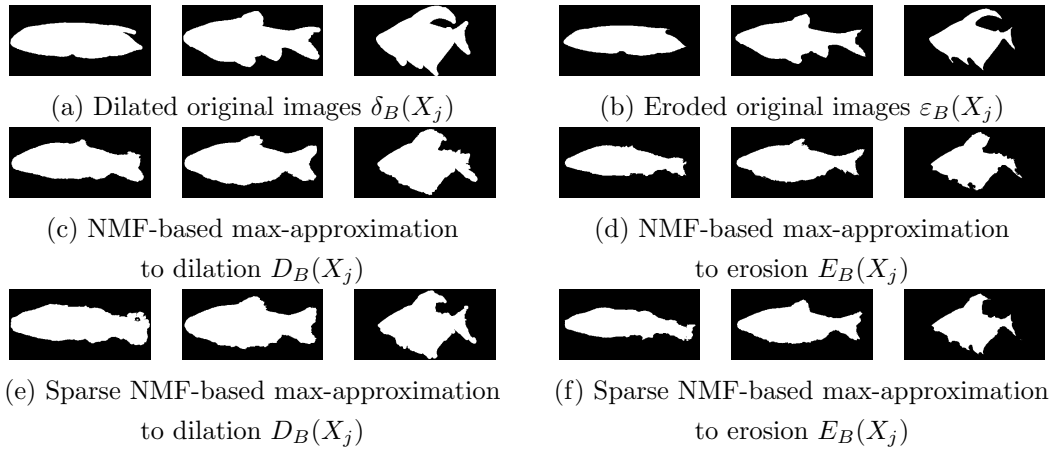 (a) Dilated original images δ_B(X_j)
(b) Eroded original images ε_B(X_j)
(c) NMF-based max-approximation
to dilation D_B(X_j)
(d) NMF-based max-approximation
to erosion E_B(X_j)
(e) Sparse NMF-based max-approximation
to dilation D_B(X_j)
(f) Sparse NMF-based max-approximation
to erosion E_B(X_j)